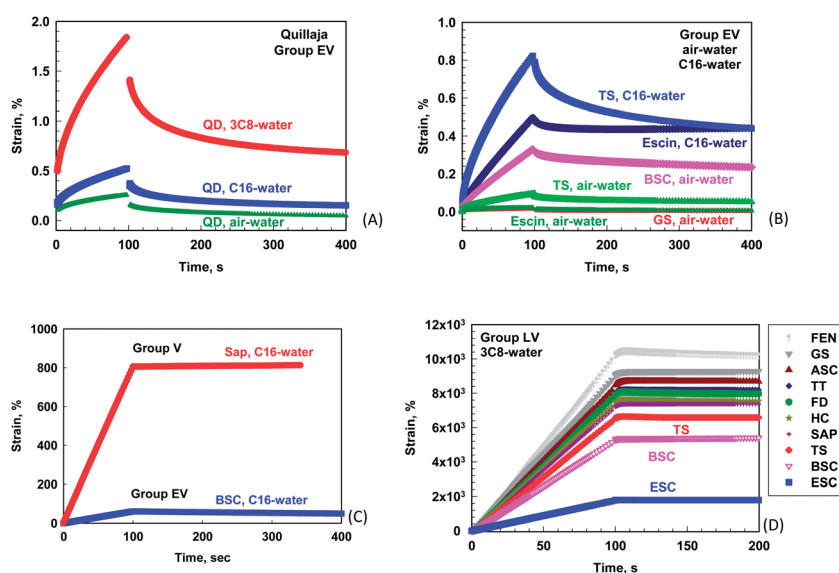 Quillaja
Group EV
2.0
1.5
1.0
0.5
0.0
Strain, %
QD, 3C8-water
QD, C16-water
QD, air-water
0 100 200 300 400
Time, s
(A)
Group EV
air-water
C16-water
1.0
0.8
0.6
0.4
0.2
0.0
Strain, %
TS, C16-water
Escin, C16-water
BSC, air-water
TS, air-water
Escin, air-water
GS, air-water
0 100 200 300 400
Time, s
(B)
1000
800
600
400
200
0
Strain, %
Group V
Sap, C16-water
Group EV
BSC, C16-water
0 100 200 300 400
Time, sec
(C)
Group LV
3C8-water
12x10³
10x10³
8x10³
6x10³
4x10³
2x10³
0
Strain, %
TS
BSC
ESC
0 50 100 150 200
Time, s
(D)
FEN
GS
ASC
TT
FD
HC
SAP
TS
BSC
ESC